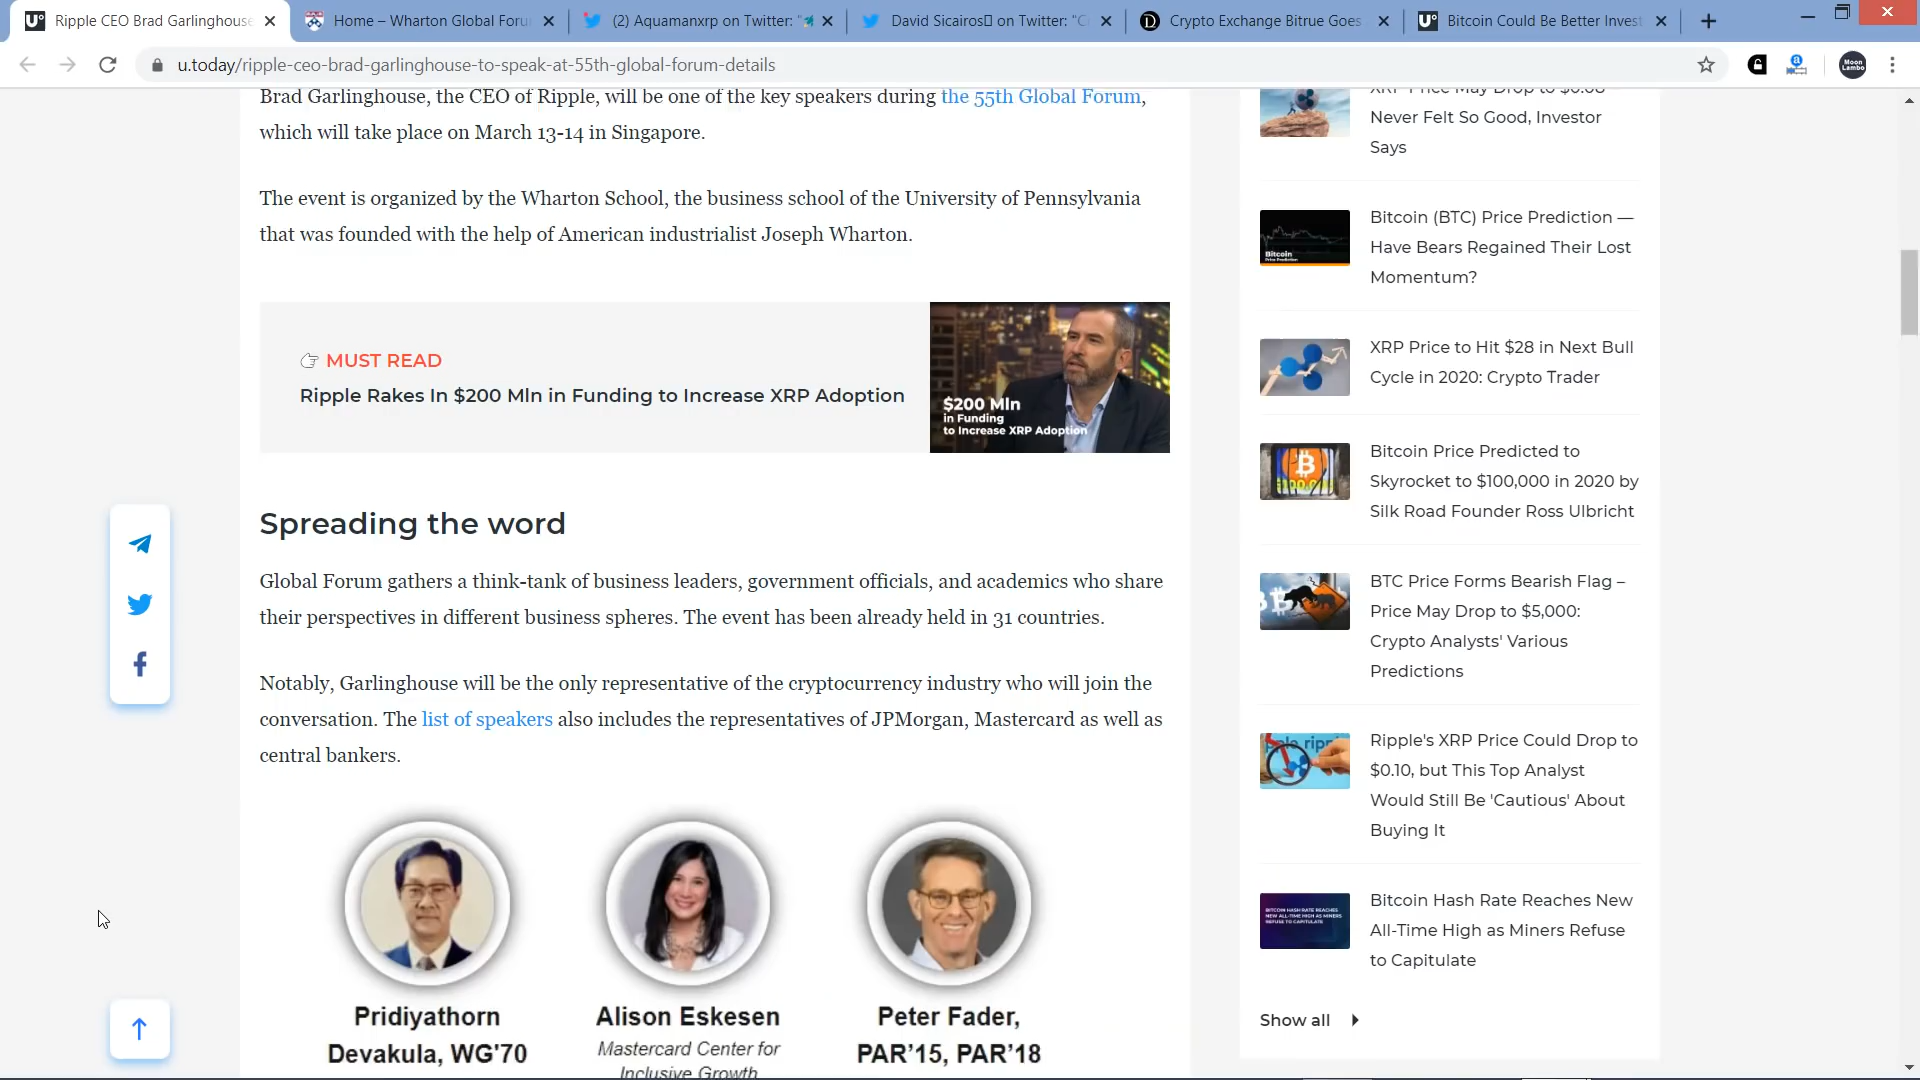 Ripple CEO Brad Garlinghouse
Home – Wharton Global Foru
(2) Aquamanxrp on Twitter: "
David Sicairos on Twitter: "C
Crypto Exchange Bitrue Goes
Bitcoin Could Be Better Invest
u.today/ripple-ceo-brad-garlinghouse-to-speak-at-55th-global-forum-details
Moon
Lambo
Brad Garlinghouse, the CEO of Ripple, will be one of the key speakers during the 55th Global Forum,
which will take place on March 13-14 in Singapore.
The event is organized by the Wharton School, the business school of the University of Pennsylvania
that was founded with the help of American industrialist Joseph Wharton.
MUST READ
Ripple Rakes In $200 Mln in Funding to Increase XRP Adoption
$200 Mln
in Funding
to Increase XRP Adoption
Spreading the word
Global Forum gathers a think-tank of business leaders, government officials, and academics who share
their perspectives in different business spheres. The event has been already held in 31 countries.
Notably, Garlinghouse will be the only representative of the cryptocurrency industry who will join the
conversation. The list of speakers also includes the representatives of JPMorgan, Mastercard as well as
central bankers.
Pridiyathorn
Devakula, WG'70
Alison Eskesen
Mastercard Center for
Inclusive Growth
Peter Fader,
PAR'15, PAR'18
XRP Price May Drop to $0.08
Never Felt So Good, Investor
Says
Bitcoin
Price Prediction
Bitcoin (BTC) Price Prediction —
Have Bears Regained Their Lost
Momentum?
XRP Price to Hit $28 in Next Bull
Cycle in 2020: Crypto Trader
Bitcoin Price Predicted to
Skyrocket to $100,000 in 2020 by
Silk Road Founder Ross Ulbricht
BTC Price Forms Bearish Flag –
Price May Drop to $5,000:
Crypto Analysts' Various
Predictions
Ripple's XRP Price Could Drop to
$0.10, but This Top Analyst
Would Still Be 'Cautious' About
Buying It
BITCOIN HASH RATE REACHES
NEW ALL-TIME HIGH AS MINERS
REFUSE TO CAPITULATE
Bitcoin Hash Rate Reaches New
All-Time High as Miners Refuse
to Capitulate
Show all